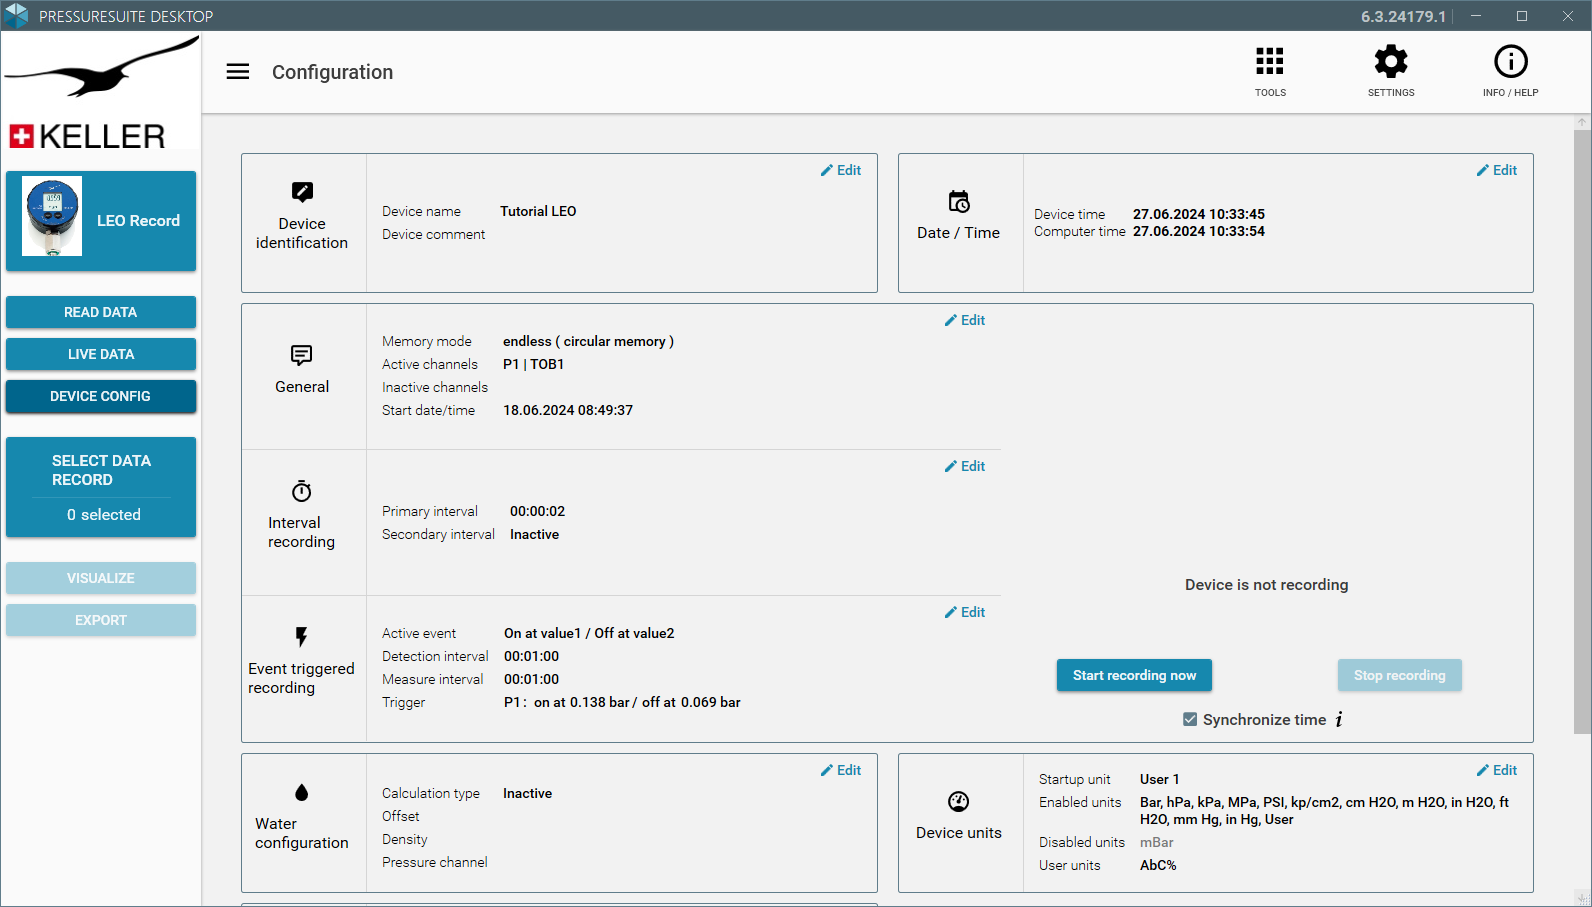 PRESSURESUITE DESKTOP
6.3.24179.1
KELLER
Configuration
TOOLS
SETTINGS
INFO / HELP
LEO Record
READ DATA
LIVE DATA
DEVICE CONFIG
SELECT DATA
RECORD
0 selected
VISUALIZE
EXPORT
Device
identification
Edit
Device name Tutorial LEO
Device comment
Date / Time
Edit
Device time 27.06.2024 10:33:45
Computer time 27.06.2024 10:33:54
General
Edit
Memory mode endless ( circular memory )
Active channels P1 | TOB1
Inactive channels
Start date/time 18.06.2024 08:49:37
Interval
recording
Edit
Primary interval 00:00:02
Secondary interval Inactive
Event triggered
recording
Edit
Active event On at value1 / Off at value2
Detection interval 00:01:00
Measure interval 00:01:00
Trigger P1: on at 0.138 bar / off at 0.069 bar
Device is not recording
Start recording now
Stop recording
Synchronize time i
Water
configuration
Edit
Calculation type Inactive
Offset
Density
Pressure channel
Device units
Edit
Startup unit User 1
Enabled units Bar, hPa, kPa, MPa, PSI, kp/cm2, cm H2O, m H2O, in H2O, ft
H2O, mm Hg, in Hg, User
Disabled units mBar
User units AbC%